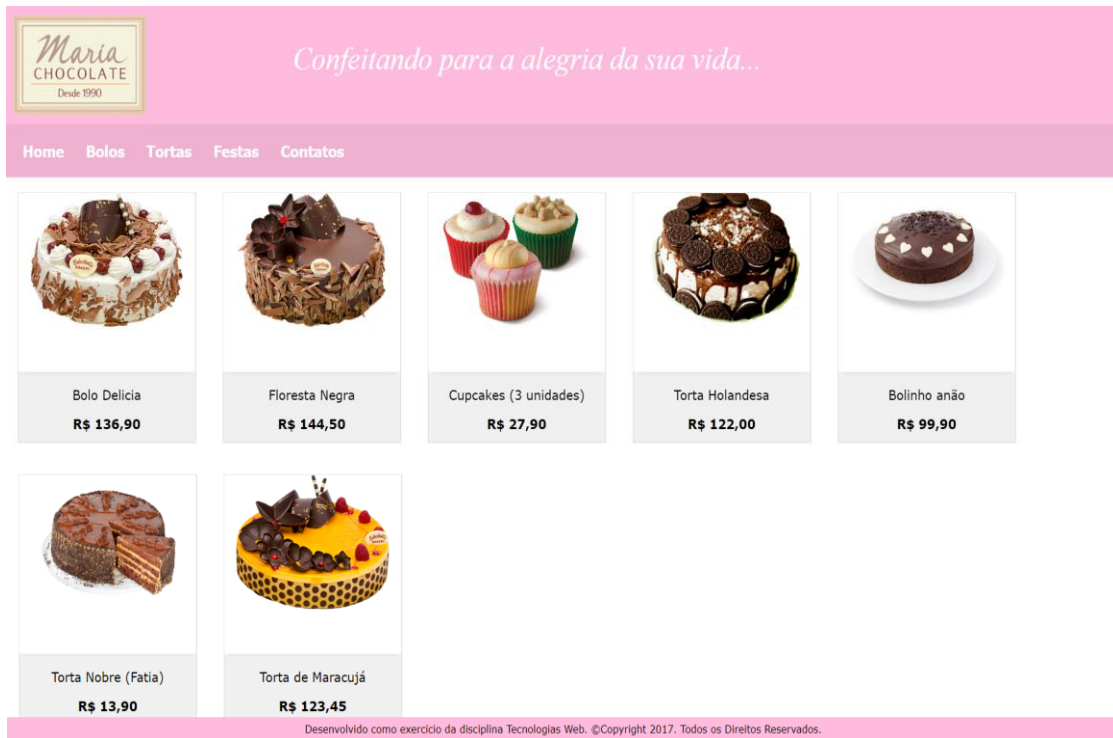 Maria
CHOCOLATE
Desde 1990
Confeitando para a alegria da sua vida...
Home Bolos Tortas Festas Contatos
Bolo Delicia
R$ 136,90
Floresta Negra
R$ 144,50
Cupcakes (3 unidades)
R$ 27,90
Torta Holandesa
R$ 122,00
Bolinho anão
R$ 99,90
Torta Nobre (Fatia)
R$ 13,90
Torta de Maracujá
R$ 123,45
Desenvolvido como exercício da disciplina Tecnologias Web. ©Copyright 2017. Todos os Direitos Reservados.